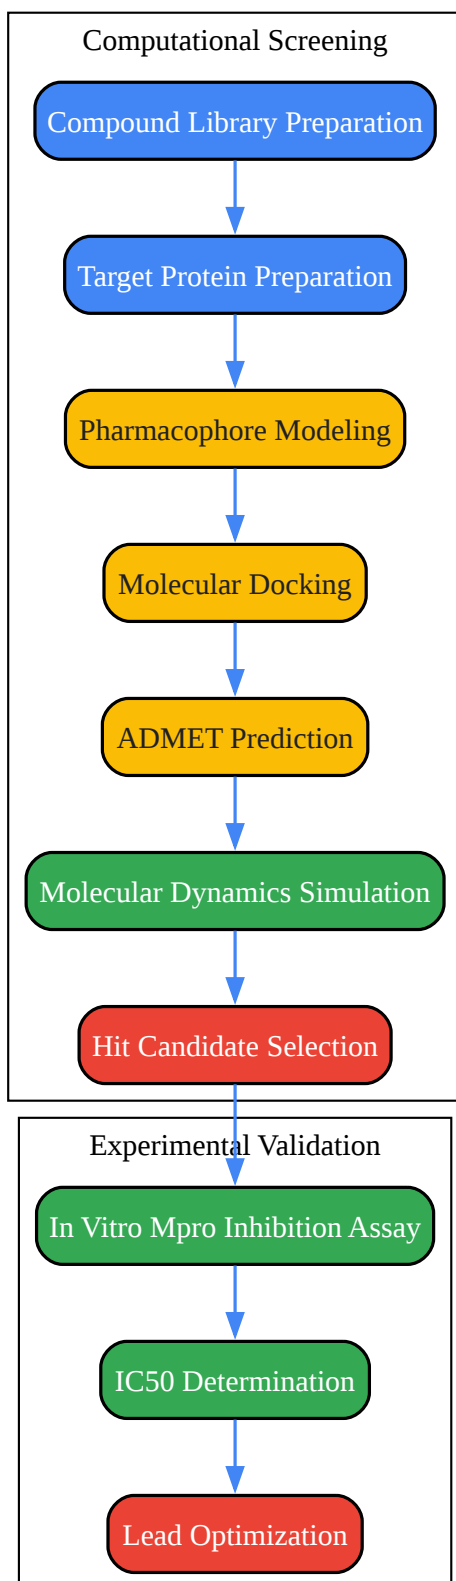 Computational Screening
Compound Library Preparation
Target Protein Preparation
Pharmacophore Modeling
Molecular Docking
ADMET Prediction
Molecular Dynamics Simulation
Hit Candidate Selection
Experimental Validation
In Vitro Mpro Inhibition Assay
IC50 Determination
Lead Optimization